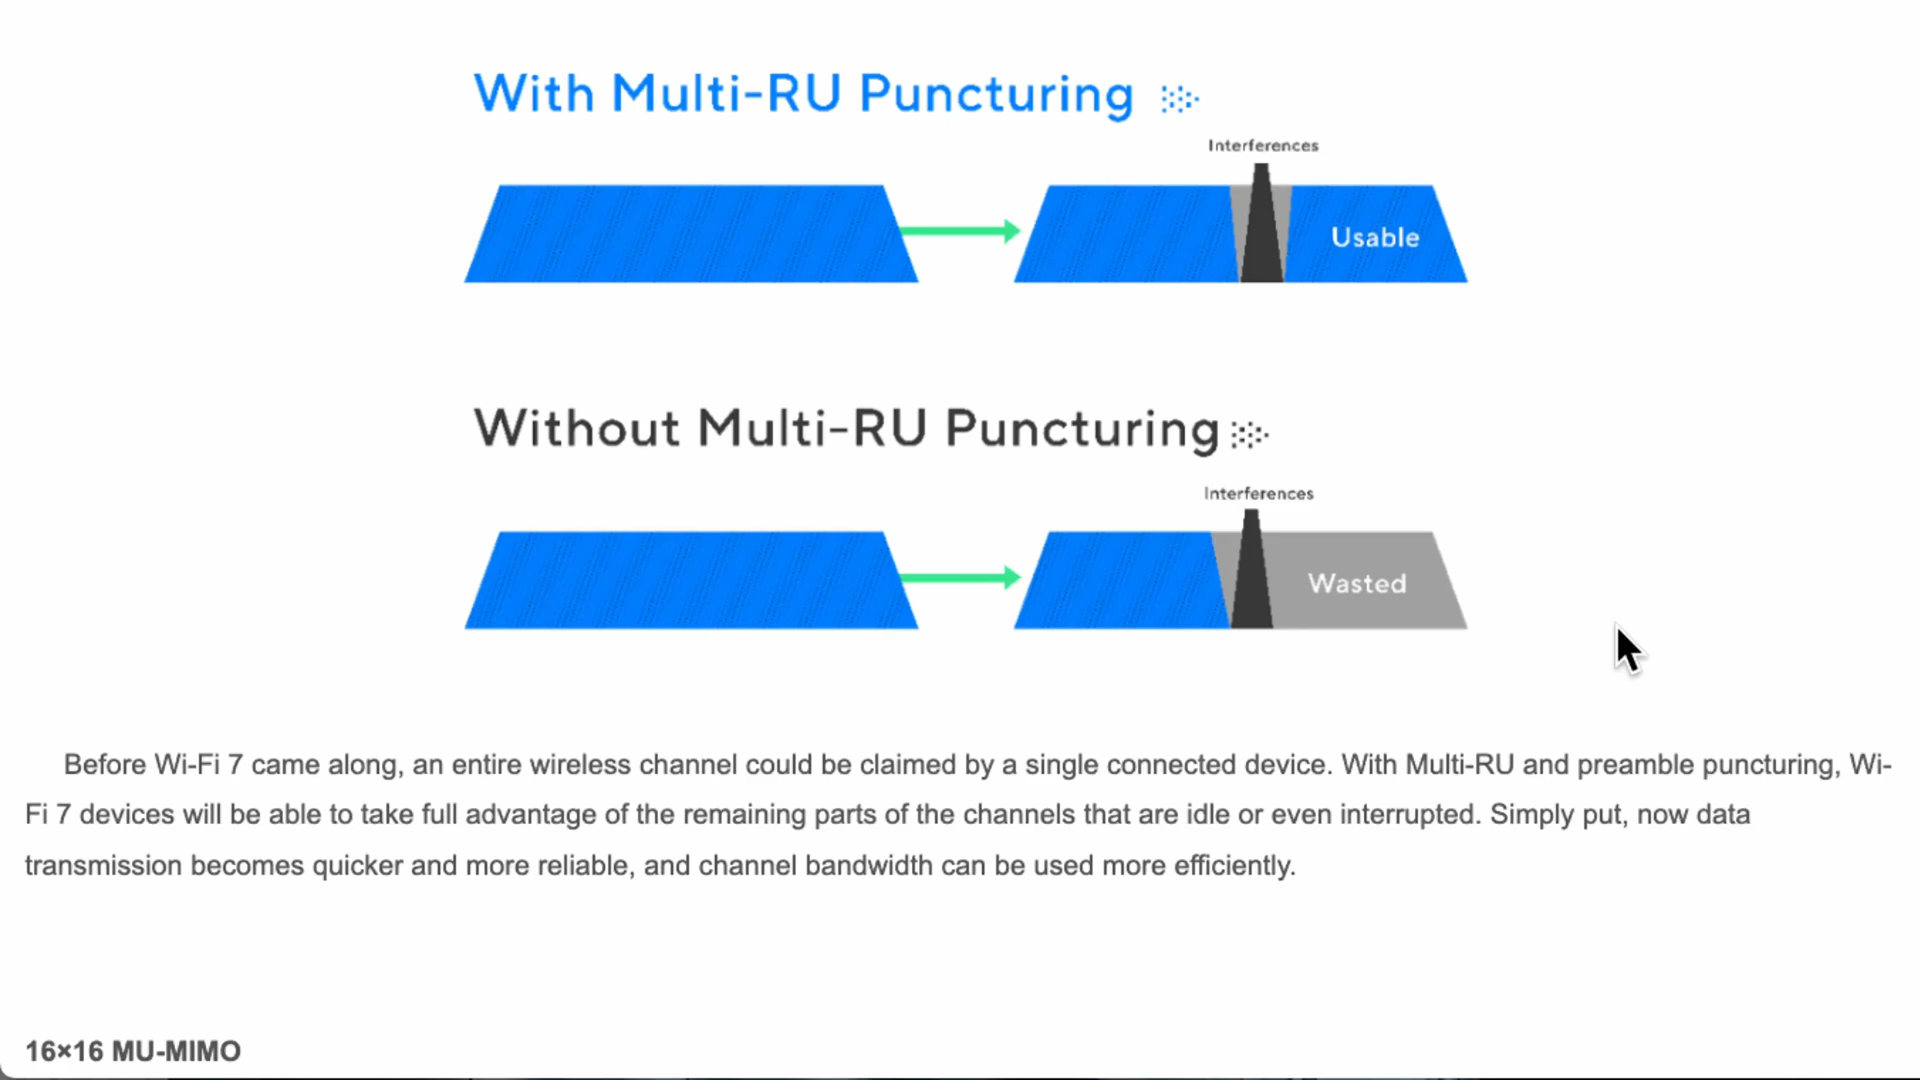 With Multi-RU Puncturing
Interferences
Usable
Without Multi-RU Puncturing
Interferences
Wasted
Before Wi-Fi 7 came along, an entire wireless channel could be claimed by a single connected device. With Multi-RU and preamble puncturing, Wi-
Fi 7 devices will be able to take full advantage of the remaining parts of the channels that are idle or even interrupted. Simply put, now data
transmission becomes quicker and more reliable, and channel bandwidth can be used more efficiently.
16×16 MU-MIMO